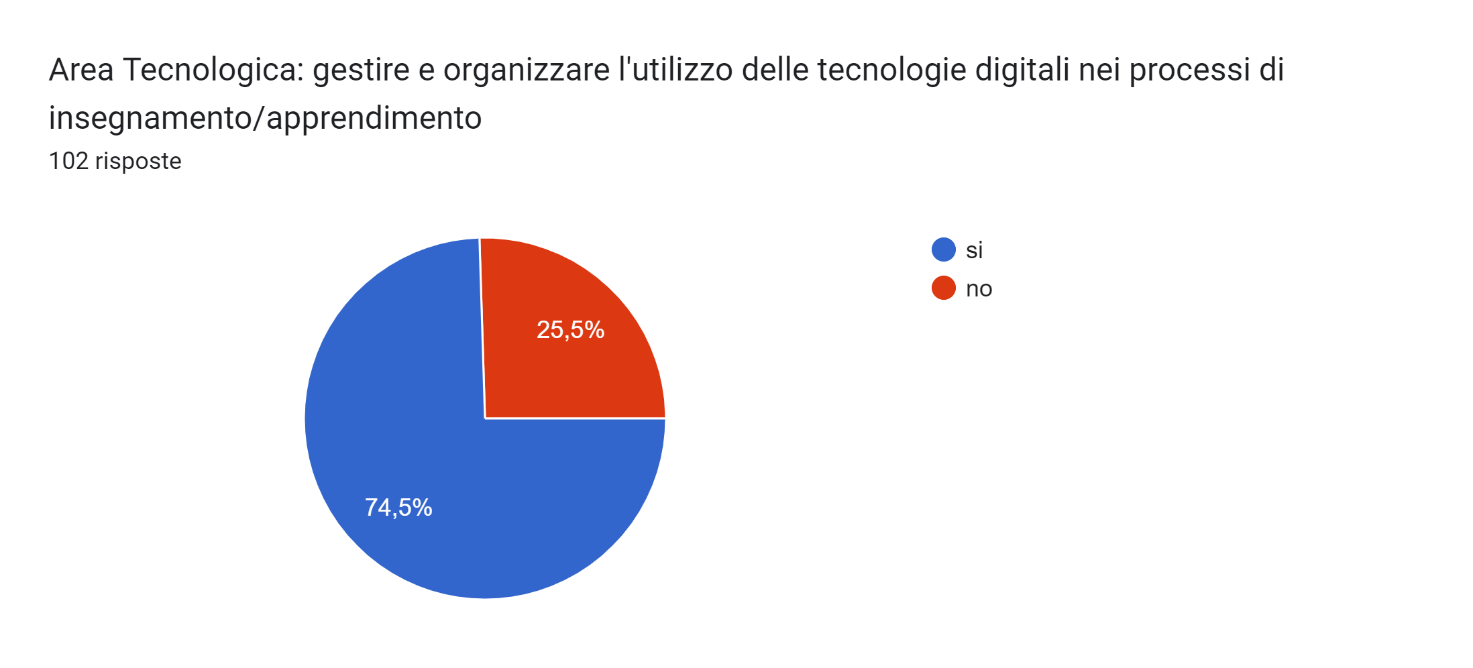 Area Tecnologica: gestire e organizzare l'utilizzo delle tecnologie digitali nei processi di
insegnamento/apprendimento
102 risposte
si
no
25,5%
74,5%